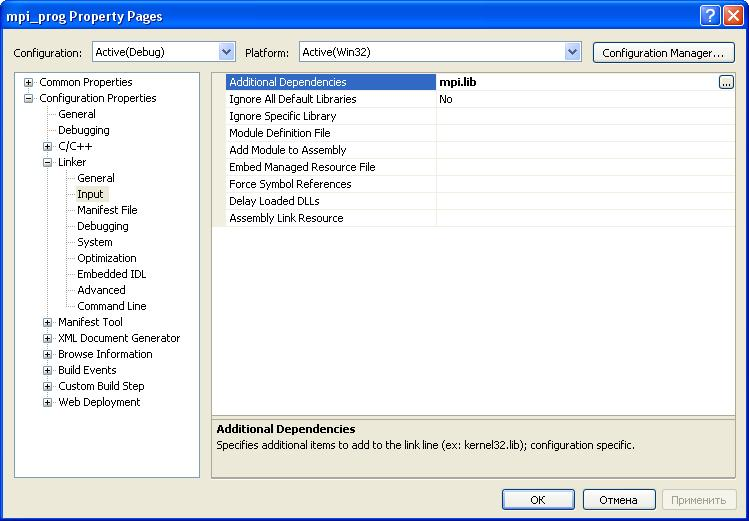 mpi_prog Property Pages
Configuration: Active(Debug) Platform: Active(Win32) Configuration Manager...
Common Properties
Configuration Properties
General
Debugging
C/C++
Linker
General
Input
Manifest File
Debugging
System
Optimization
Embedded IDL
Advanced
Command Line
Manifest Tool
XML Document Generator
Browse Information
Build Events
Custom Build Step
Web Deployment
Additional Dependencies mpi.lib ...
Ignore All Default Libraries No
Ignore Specific Library
Module Definition File
Add Module to Assembly
Embed Managed Resource File
Force Symbol References
Delay Loaded DLLs
Assembly Link Resource
Additional Dependencies
Specifies additional items to add to the link line (ex: kernel32.lib); configuration specific.
OK Отмена Применить